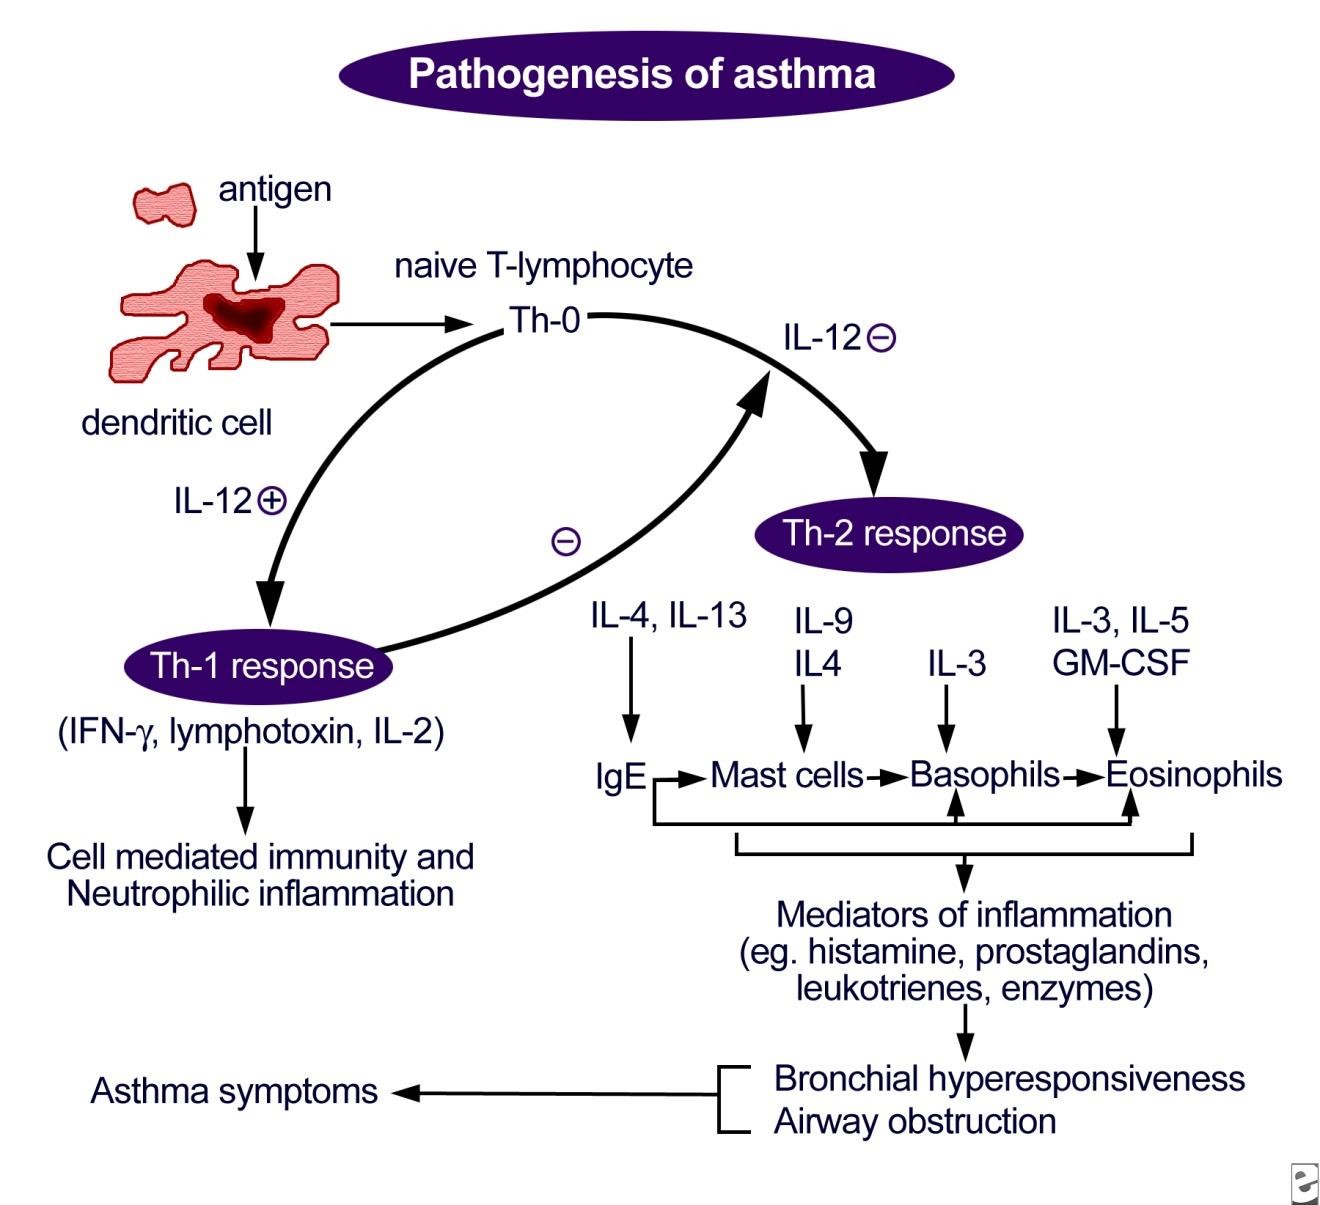 Pathogenesis of asthma
antigen
naive T-lymphocyte
Th-0
IL-12⊖
dendritic cell
IL-12⊕
⊖
Th-2 response
Th-1 response
(IFN-γ, lymphotoxin, IL-2)
Cell mediated immunity and
Neutrophilic inflammation
IL-4, IL-13
IL-9
IL4
IL-3
IL-3, IL-5
GM-CSF
IgE
Mast cells
Basophils
Eosinophils
Mediators of inflammation
(eg. histamine, prostaglandins,
leukotrienes, enzymes)
Bronchial hyperesponsiveness
Airway obstruction
Asthma symptoms
e